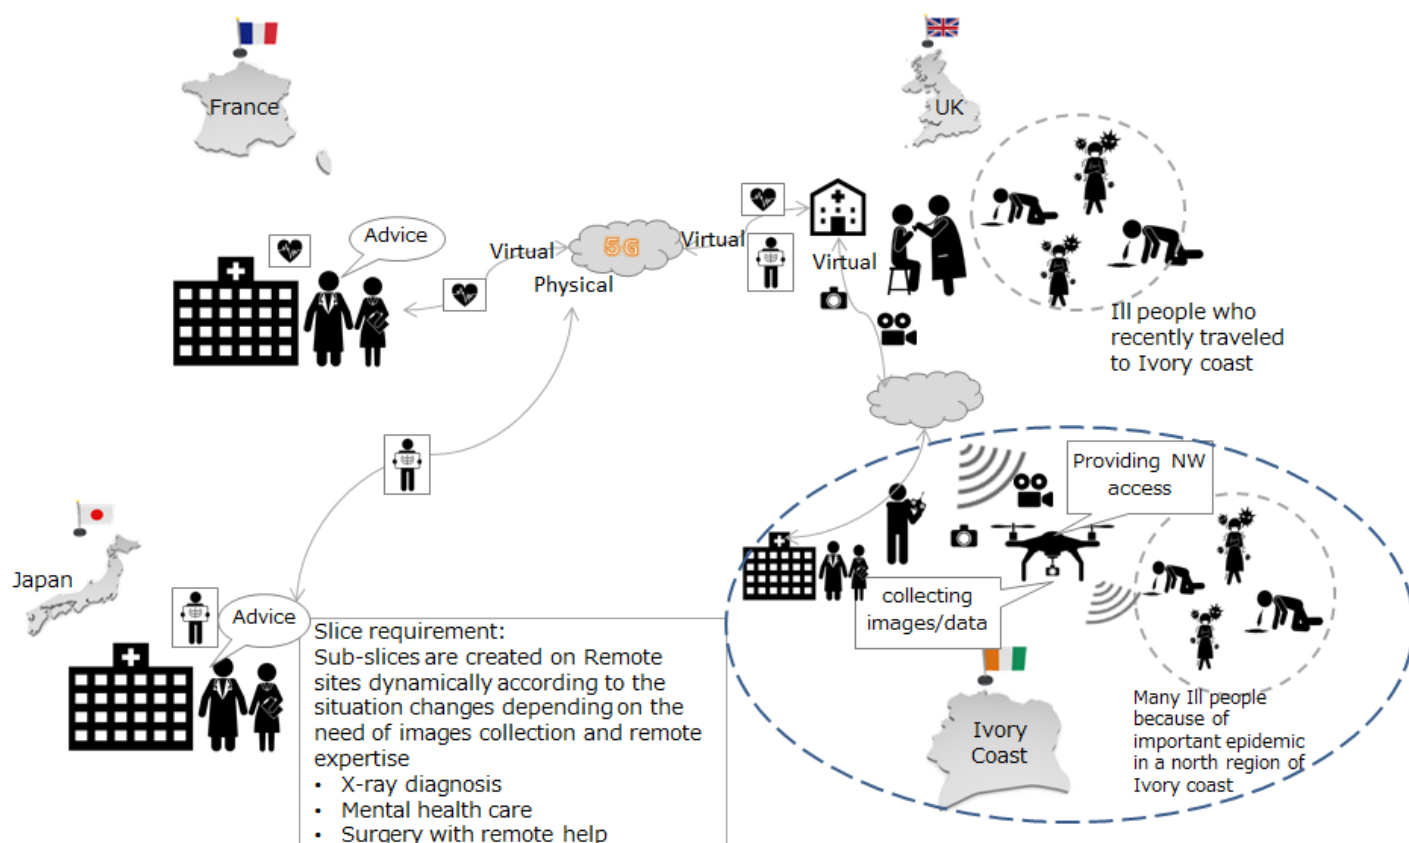 France
UK
Advice
Virtual
5G
Virtual
Physical
Virtual
Ill people who
recently traveled
to Ivory coast
Providing NW
access
Japan
Advice
collecting
images/data
Slice requirement:
Sub-slices are created on Remote
sites dynamically according to the
situation changes depending on the
need of images collection and remote
expertise
• X-ray diagnosis
• Mental health care
• Surgery with remote help
Ivory
Coast
Many Ill people
because of
important epidemic
in a north region of
Ivory coast